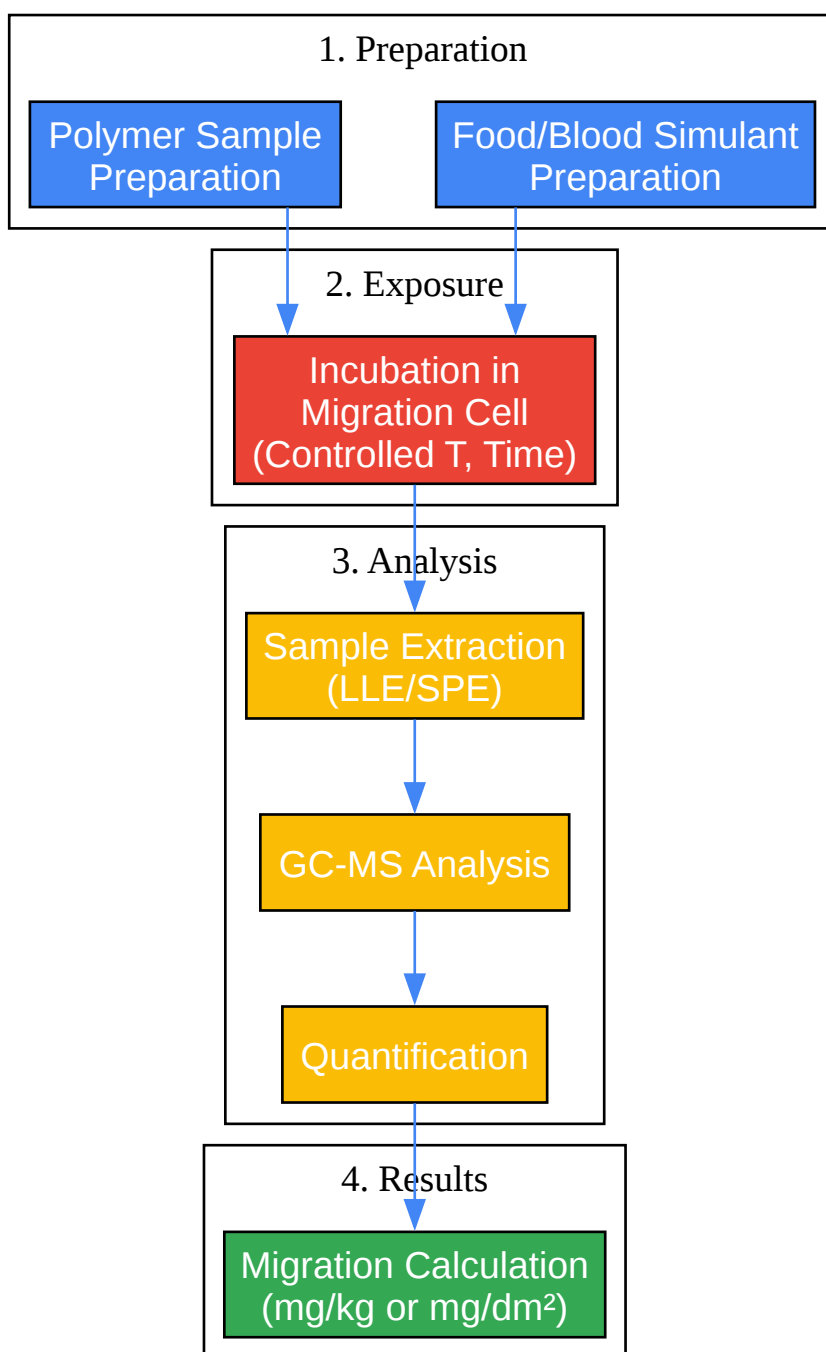 1. Preparation
Polymer Sample
Preparation
Food/Blood Simulant
Preparation
2. Exposure
Incubation in
Migration Cell
(Controlled T, Time)
3. Analysis
Sample Extraction
(LLE/SPE)
GC-MS Analysis
Quantification
4. Results
Migration Calculation
(mg/kg or mg/dm²)